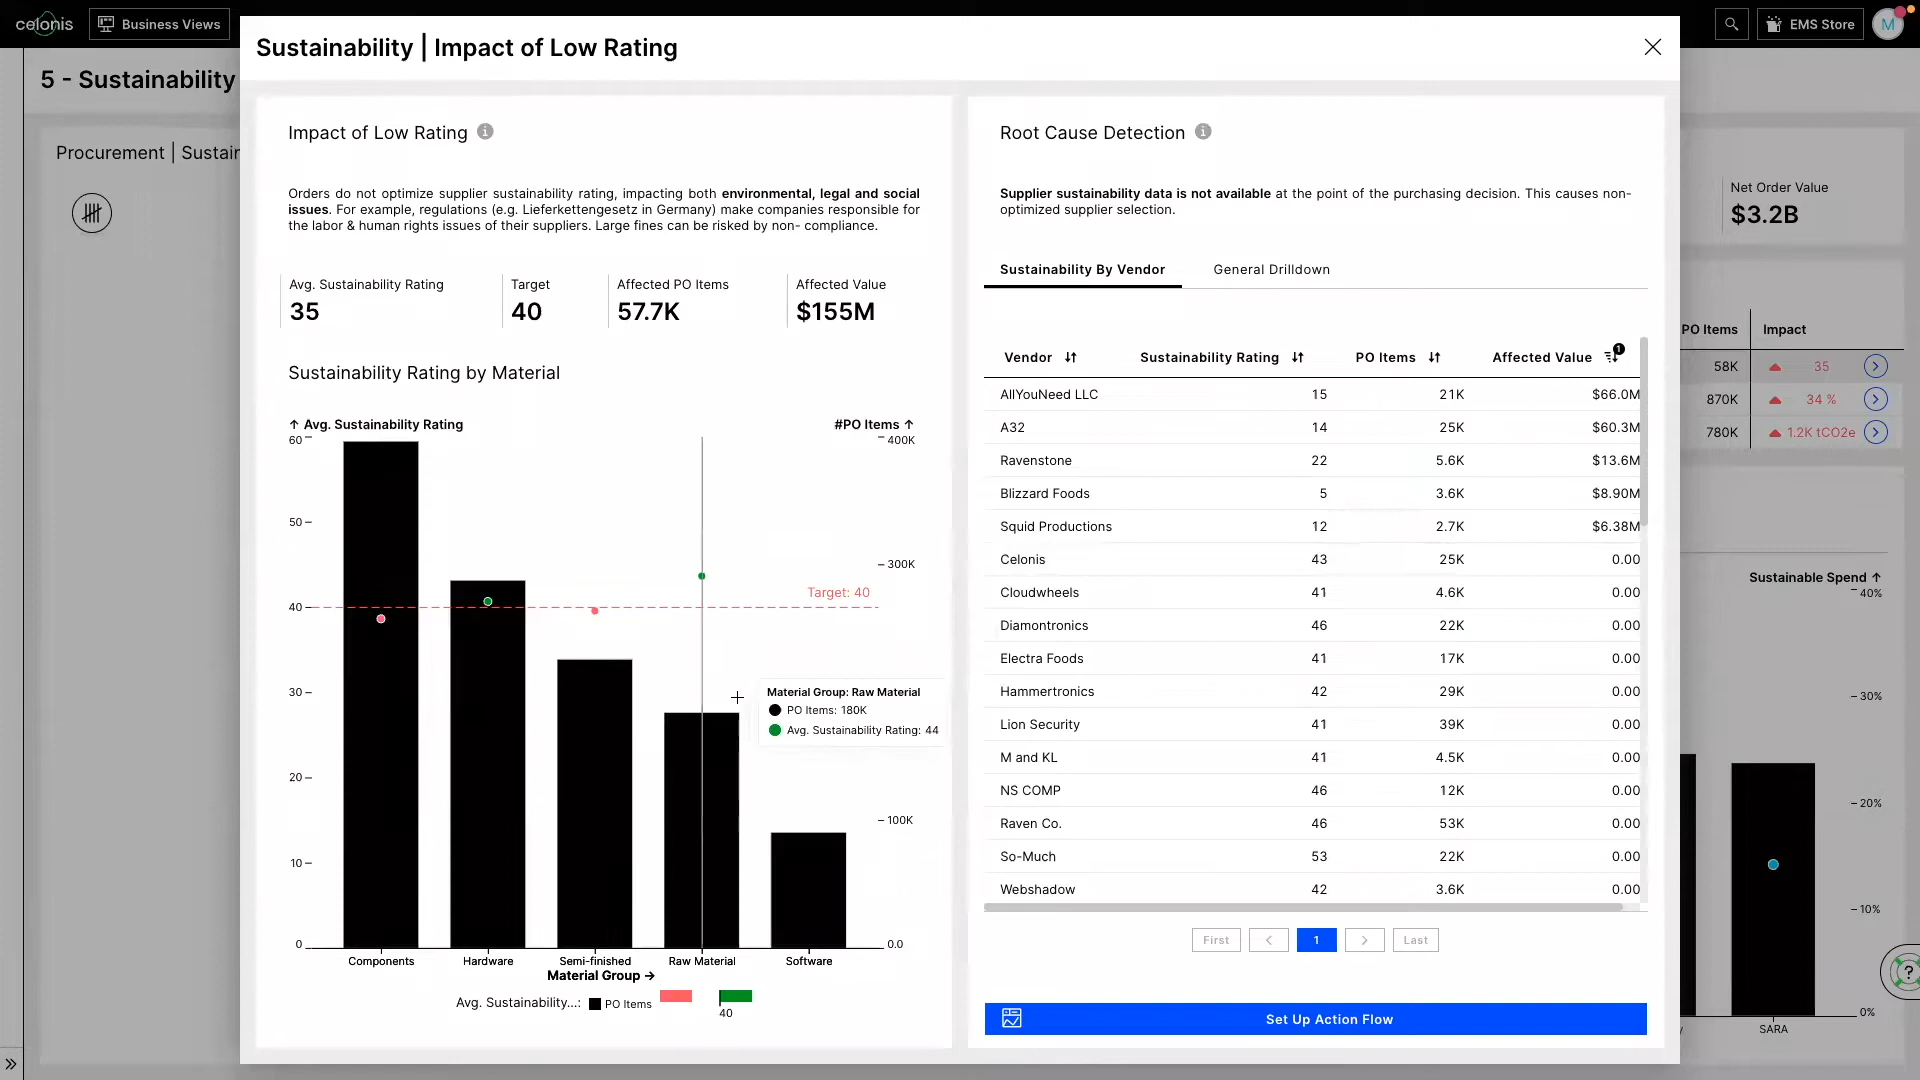 celonis
Business Views
EMS Store
M
5 - Sustainability
Procurement | Sustain
Net Order Value
$3.2B
PO Items
Impact
58K
35
870K
34 %
780K
1.2K tCO2e
Sustainable Spend ↑
40%
30%
20%
10%
0%
SARA
?
Sustainability | Impact of Low Rating
Impact of Low Rating
Orders do not optimize supplier sustainability rating, impacting both environmental, legal and social
issues. For example, regulations (e.g. Lieferkettengesetz in Germany) make companies responsible for
the labor & human rights issues of their suppliers. Large fines can be risked by non- compliance.
Avg. Sustainability Rating
35
Target
40
Affected PO Items
57.7K
Affected Value
$155M
Sustainability Rating by Material
↑ Avg. Sustainability Rating
#PO Items ↑
60
50
40
30
20
10
0
400K
300K
100K
0.0
Target: 40
Material Group: Raw Material
PO Items: 180K
Avg. Sustainability Rating: 44
Components
Hardware
Semi-finished
Raw Material
Software
Material Group →
Avg. Sustainability...:
PO Items
40
Root Cause Detection
Supplier sustainability data is not available at the point of the purchasing decision. This causes non-
optimized supplier selection.
Sustainability By Vendor
General Drilldown
Vendor Sustainability Rating PO Items Affected Value 1
AllYouNeed LLC 15 21K $66.0M
A32 14 25K $60.3M
Ravenstone 22 5.6K $13.6M
Blizzard Foods 5 3.6K $8.90M
Squid Productions 12 2.7K $6.38M
Celonis 43 25K 0.00
Cloudwheels 41 4.6K 0.00
Diamontronics 46 22K 0.00
Electra Foods 41 17K 0.00
Hammertronics 42 29K 0.00
Lion Security 41 39K 0.00
M and KL 41 4.5K 0.00
NS COMP 46 12K 0.00
Raven Co. 46 53K 0.00
So-Much 53 22K 0.00
Webshadow 42 3.6K 0.00
First
1
Last
Set Up Action Flow